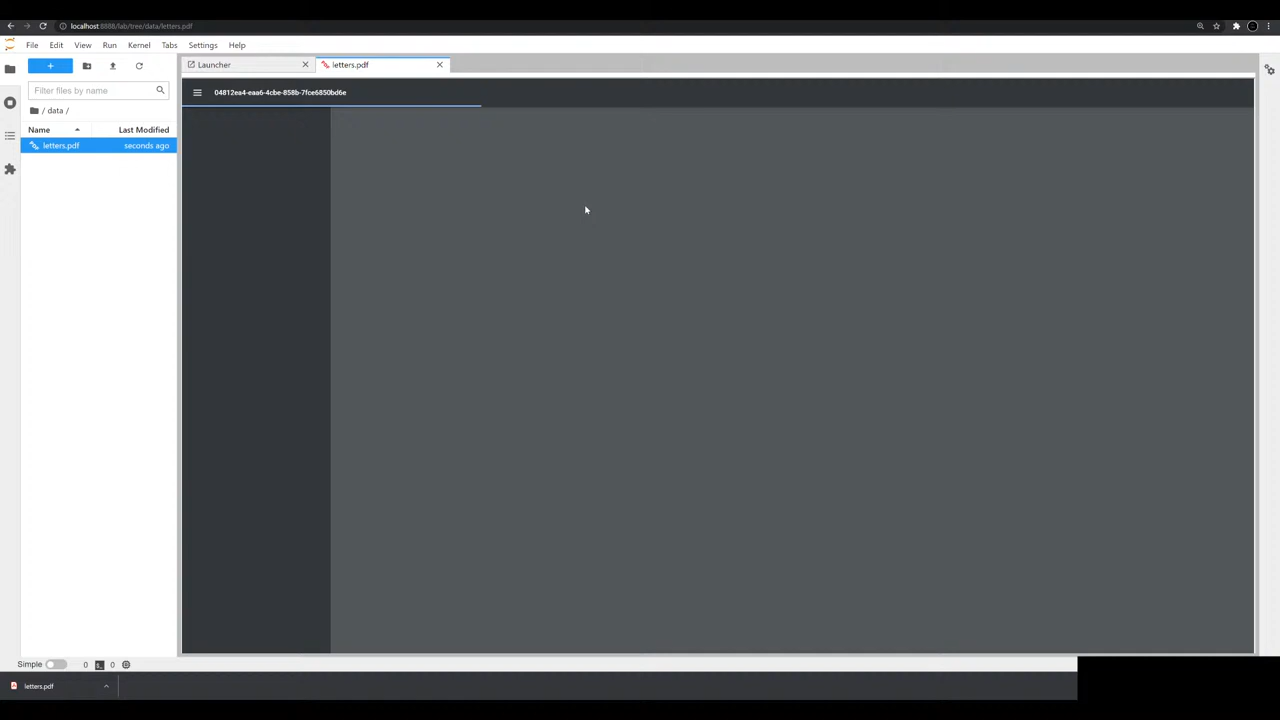 localhost:8888/lab/tree/data/letters.pdf
File Edit View Run Kernel Tabs Settings Help
Launcher letters.pdf
Filter files by name
04812ea4-eaa6-4cbe-858b-7fce6850bd6e
/ data /
Name Last Modified
letters.pdf seconds ago
Simple 0 0
letters.pdf